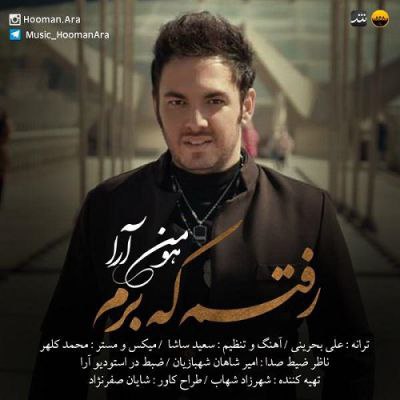 Hooman.Ara
Music_HoomanAra
هومن آرا
رفتمـــه که برم
ترانه : علی بحرینی / آهنگ و تنظیم : سعید ساشا / میکس و مستر : محمد کلهر
ناظر ضبط صدا : امیر شاهان شهبازیان / ضبط در استودیو آرا
تهیه کننده : شهرزاد شهاب / طراح کاور : شایان صفرنژاد